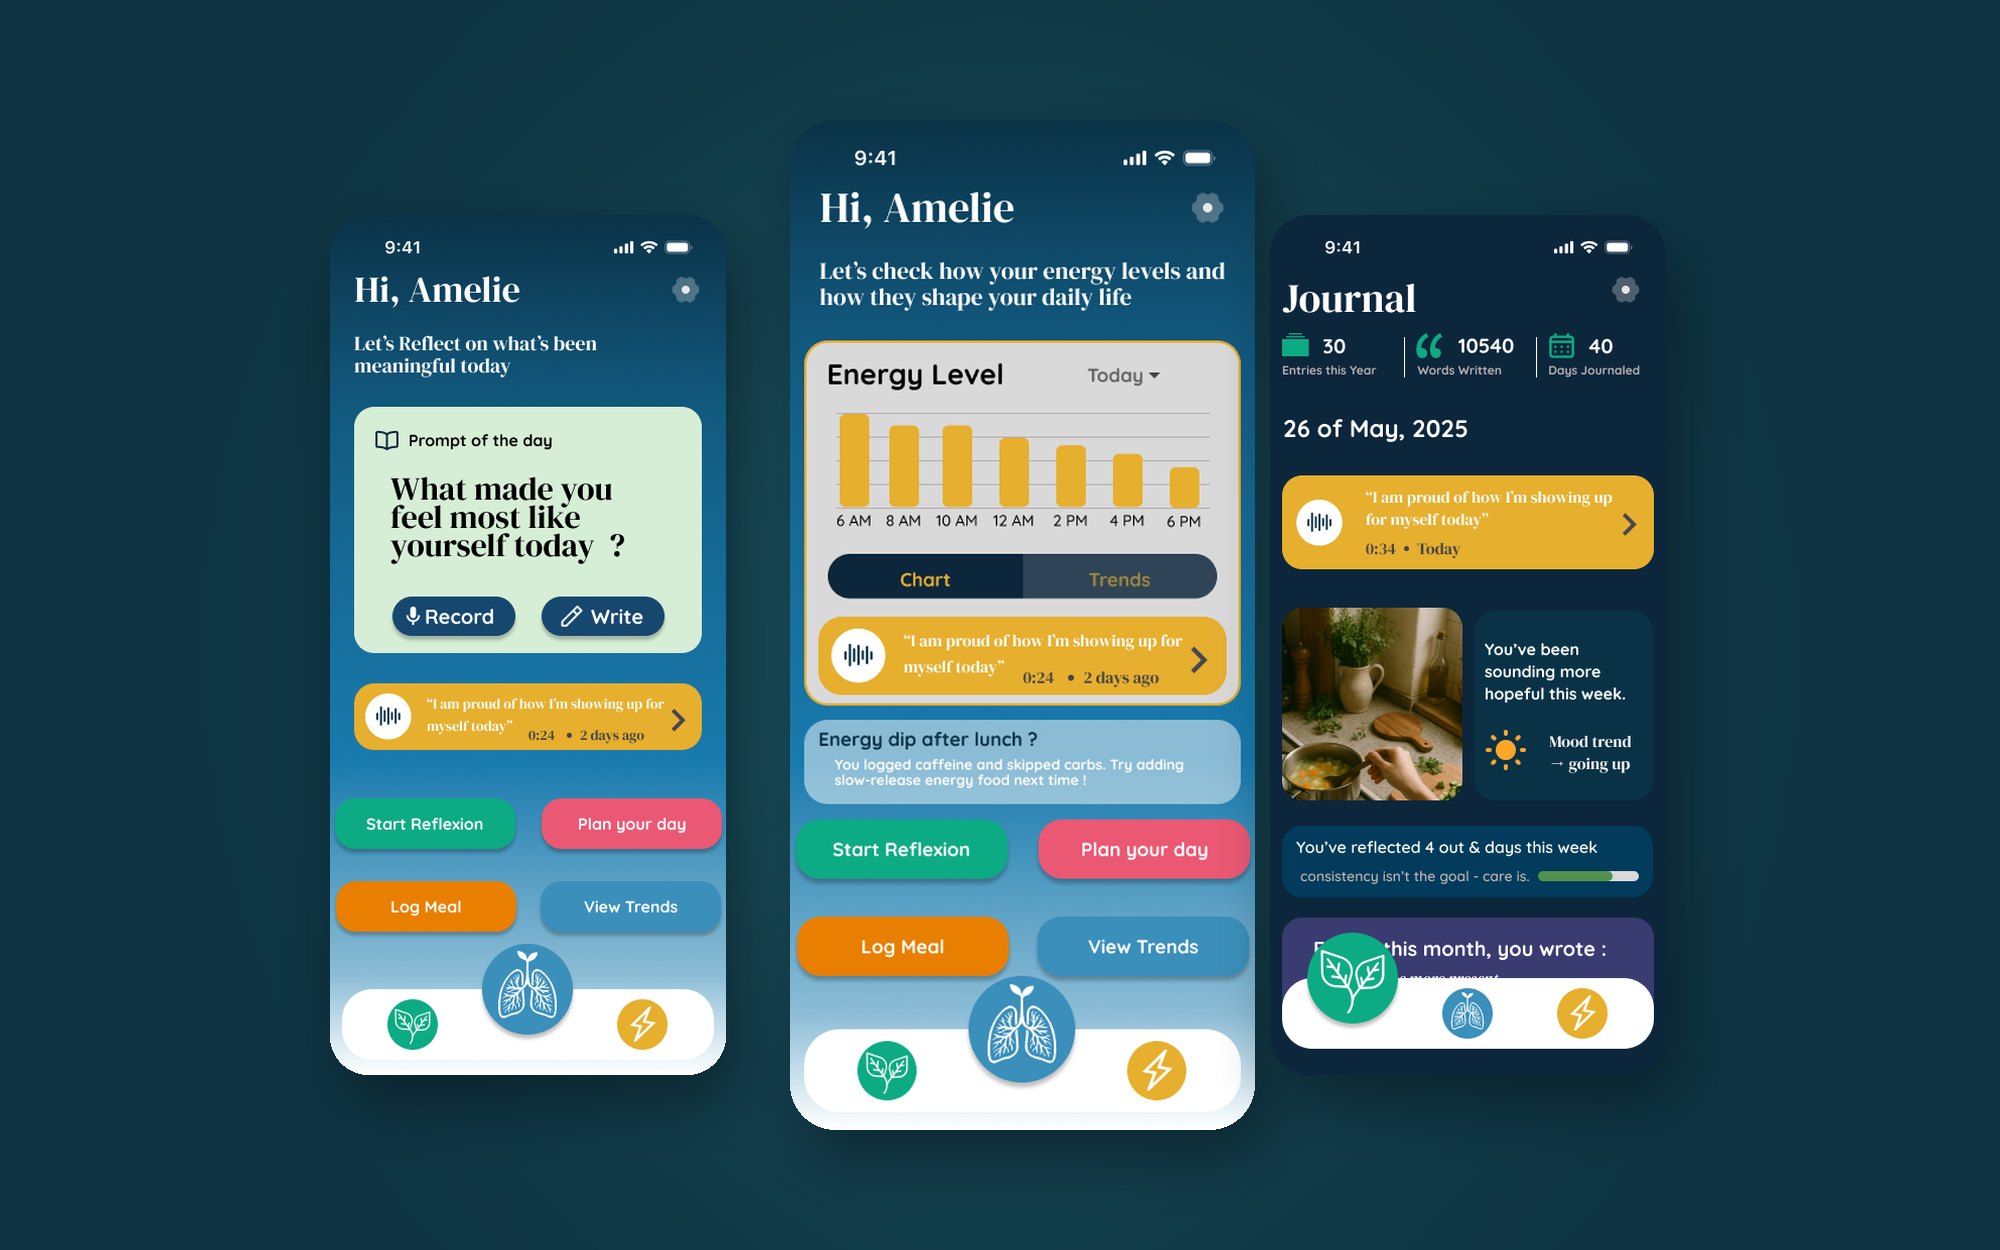 9:41
Hi, Amelie
Let's Reflect on what's been
meaningful today
Prompt of the day
What made you
feel most like
yourself today ?
Record
Write
“I am proud of how I'm showing up for
myself today”
0:24 • 2 days ago
Start Reflexion
Plan your day
Log Meal
View Trends
9:41
Hi, Amelie
Let's check how your energy levels and
how they shape your daily life
Energy Level
Today
6 AM 8 AM 10 AM 12 AM 2 PM 4 PM 6 PM
Chart
Trends
“I am proud of how I'm showing up for
myself today”
0:24 • 2 days ago
Energy dip after lunch ?
You logged caffeine and skipped carbs. Try adding
slow-release energy food next time !
Start Reflexion
Plan your day
Log Meal
View Trends
9:41
Journal
30
Entries this Year
10540
Words Written
40
Days Journaled
26 of May, 2025
“I am proud of how I'm showing up
for myself today”
0:34 • Today
You've been
sounding more
hopeful this week.
Mood trend
→ going up
You've reflected 4 out & days this week
consistency isn't the goal - care is.
this month, you wrote :
more present